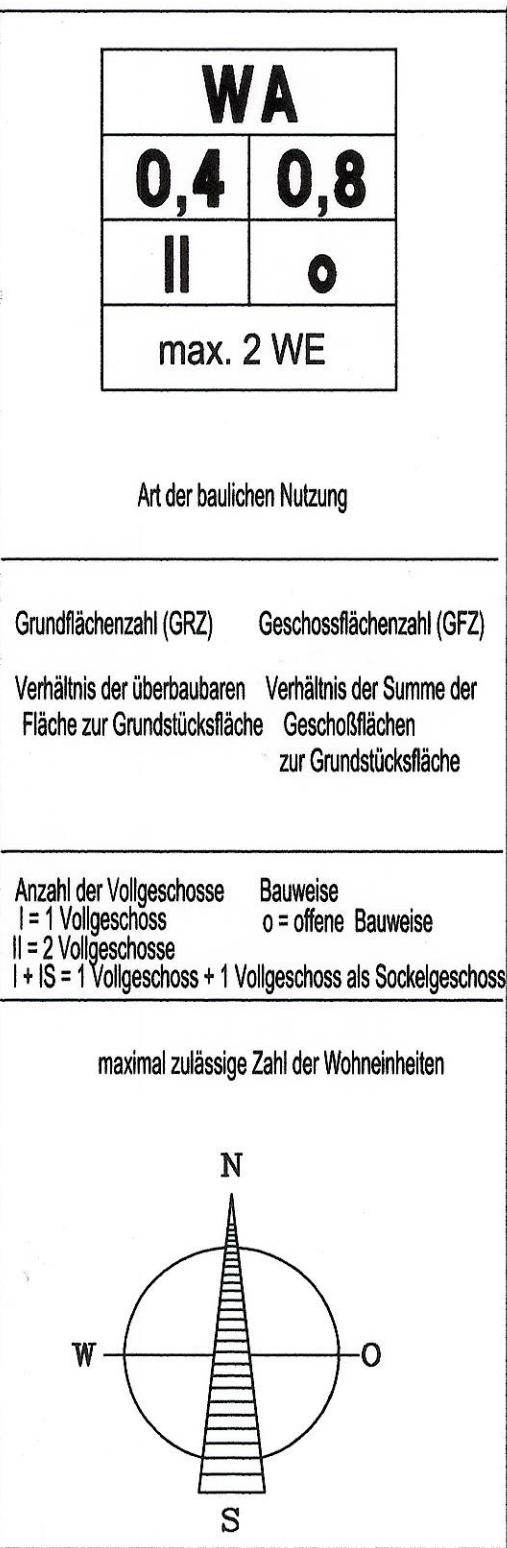 WA
0,4 0,8
II o
max. 2 WE
Art der baulichen Nutzung
Grundflächenzahl (GRZ) Geschossflächenzahl (GFZ)
Verhältnis der überbaubaren Verhältnis der Summe der
Fläche zur Grundstücksfläche Geschoßflächen
zur Grundstücksfläche
Anzahl der Vollgeschosse Bauweise
I = 1 Vollgeschoss o = offene Bauweise
II = 2 Vollgeschosse
I + IS = 1 Vollgeschoss + 1 Vollgeschoss als Sockelgeschoss
maximal zulässige Zahl der Wohneinheiten
N
W O
S